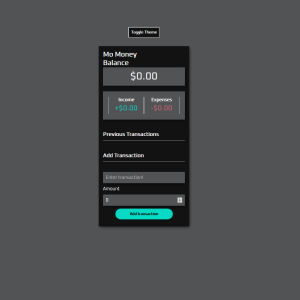 Toggle Theme
Mo Money
Balance
$0.00
Income Expenses
+$0.00 -$0.00
Previous Transactions
Add Transaction
Enter transaction!
Amount
0
Add transaction